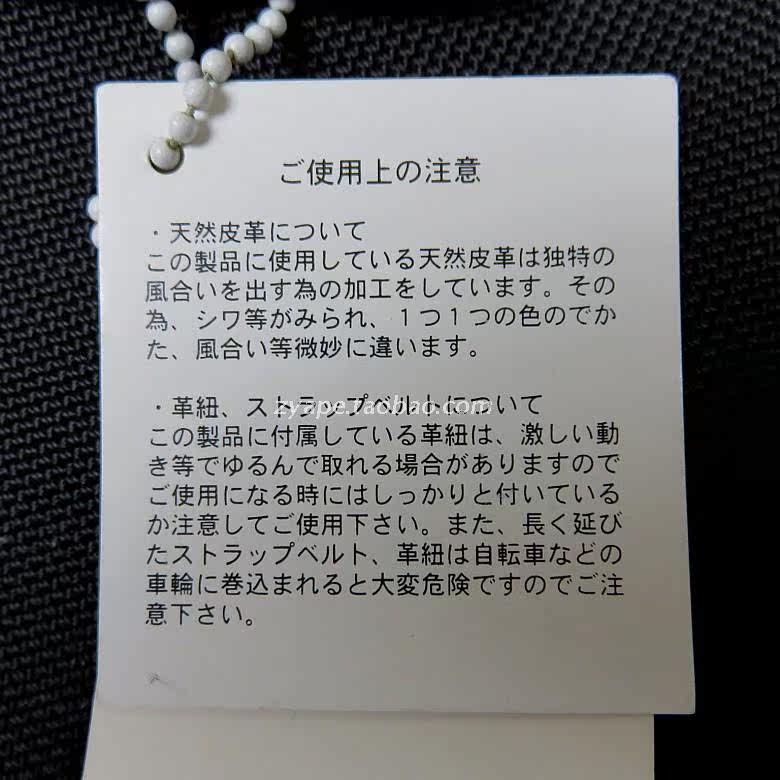 ご使用上の注意
・天然皮革について
この製品に使用している天然皮革は独特の
風合いを出す為の加工をしています。その
為、シワ等がみられ、１つ１つの色のでか
た、風合い等微妙に違います。
・革紐、ストラップベルトについて
zyape.taobao.com
この製品に付属している革紐は、激しい動
き等でゆるんで取れる場合がありますので
ご使用になる時にはしっかりと付いている
か注意してご使用下さい。また、長く延び
たストラップベルト、革紐は自転車などの
車輪に巻込まれると大変危険ですのでご注
意下さい。